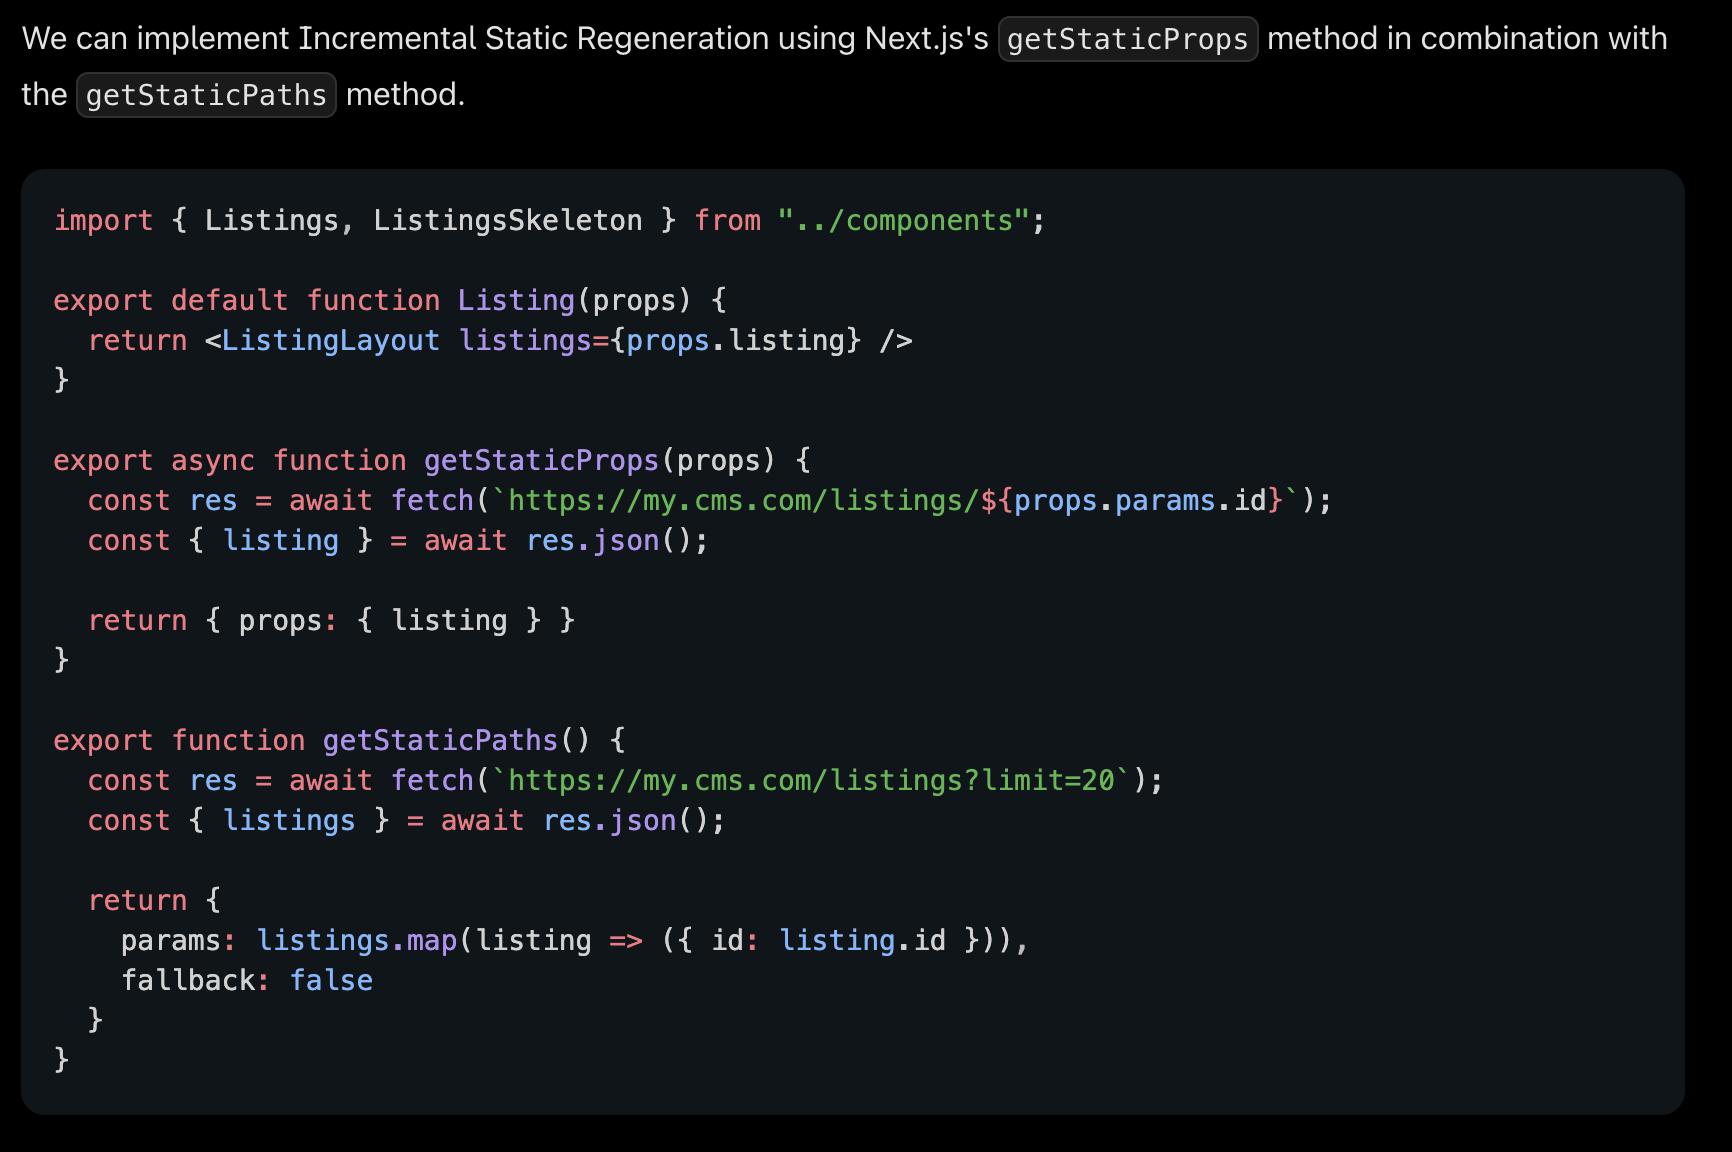 We can implement Incremental Static Regeneration using Next.js's getStaticProps method in combination with
the getStaticPaths method.
import { Listings, ListingsSkeleton } from "../components";
export default function Listing(props) {
  return <ListingLayout listings={props.listing} />
}
export async function getStaticProps(props) {
  const res = await fetch(`https://my.cms.com/listings/${props.params.id}`);
  const { listing } = await res.json();
  return { props: { listing } }
}
export function getStaticPaths() {
  const res = await fetch(`https://my.cms.com/listings?limit=20`);
  const { listings } = await res.json();
  return {
    params: listings.map(listing => ({ id: listing.id })),
    fallback: false
  }
}